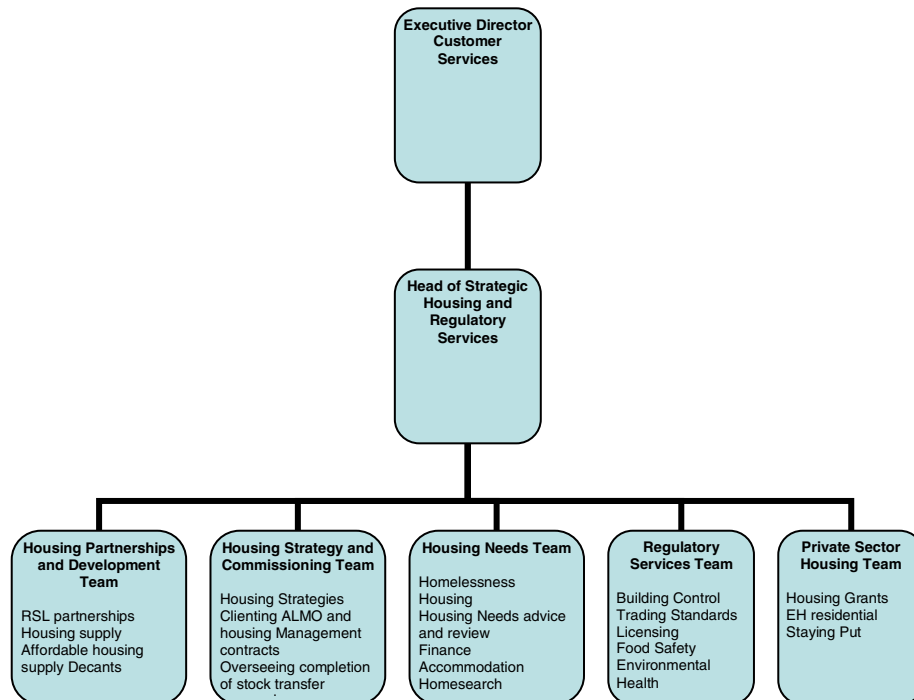 Executive Director
Customer
Services
Head of Strategic
Housing and
Regulatory
Services
Housing Partnerships
and Development
Team
RSL partnerships
Housing supply
Affordable housing
supply Decants
Housing Strategy and
Commissioning Team
Housing Strategies
Clienting ALMO and
housing Management
contracts
Overseeing completion
of stock transfer
Housing Needs Team
Homelessness
Housing
Housing Needs advice
and review
Finance
Accommodation
Homesearch
Regulatory
Services Team
Building Control
Trading Standards
Licensing
Food Safety
Environmental
Health
Private Sector
Housing Team
Housing Grants
EH residential
Staying Put